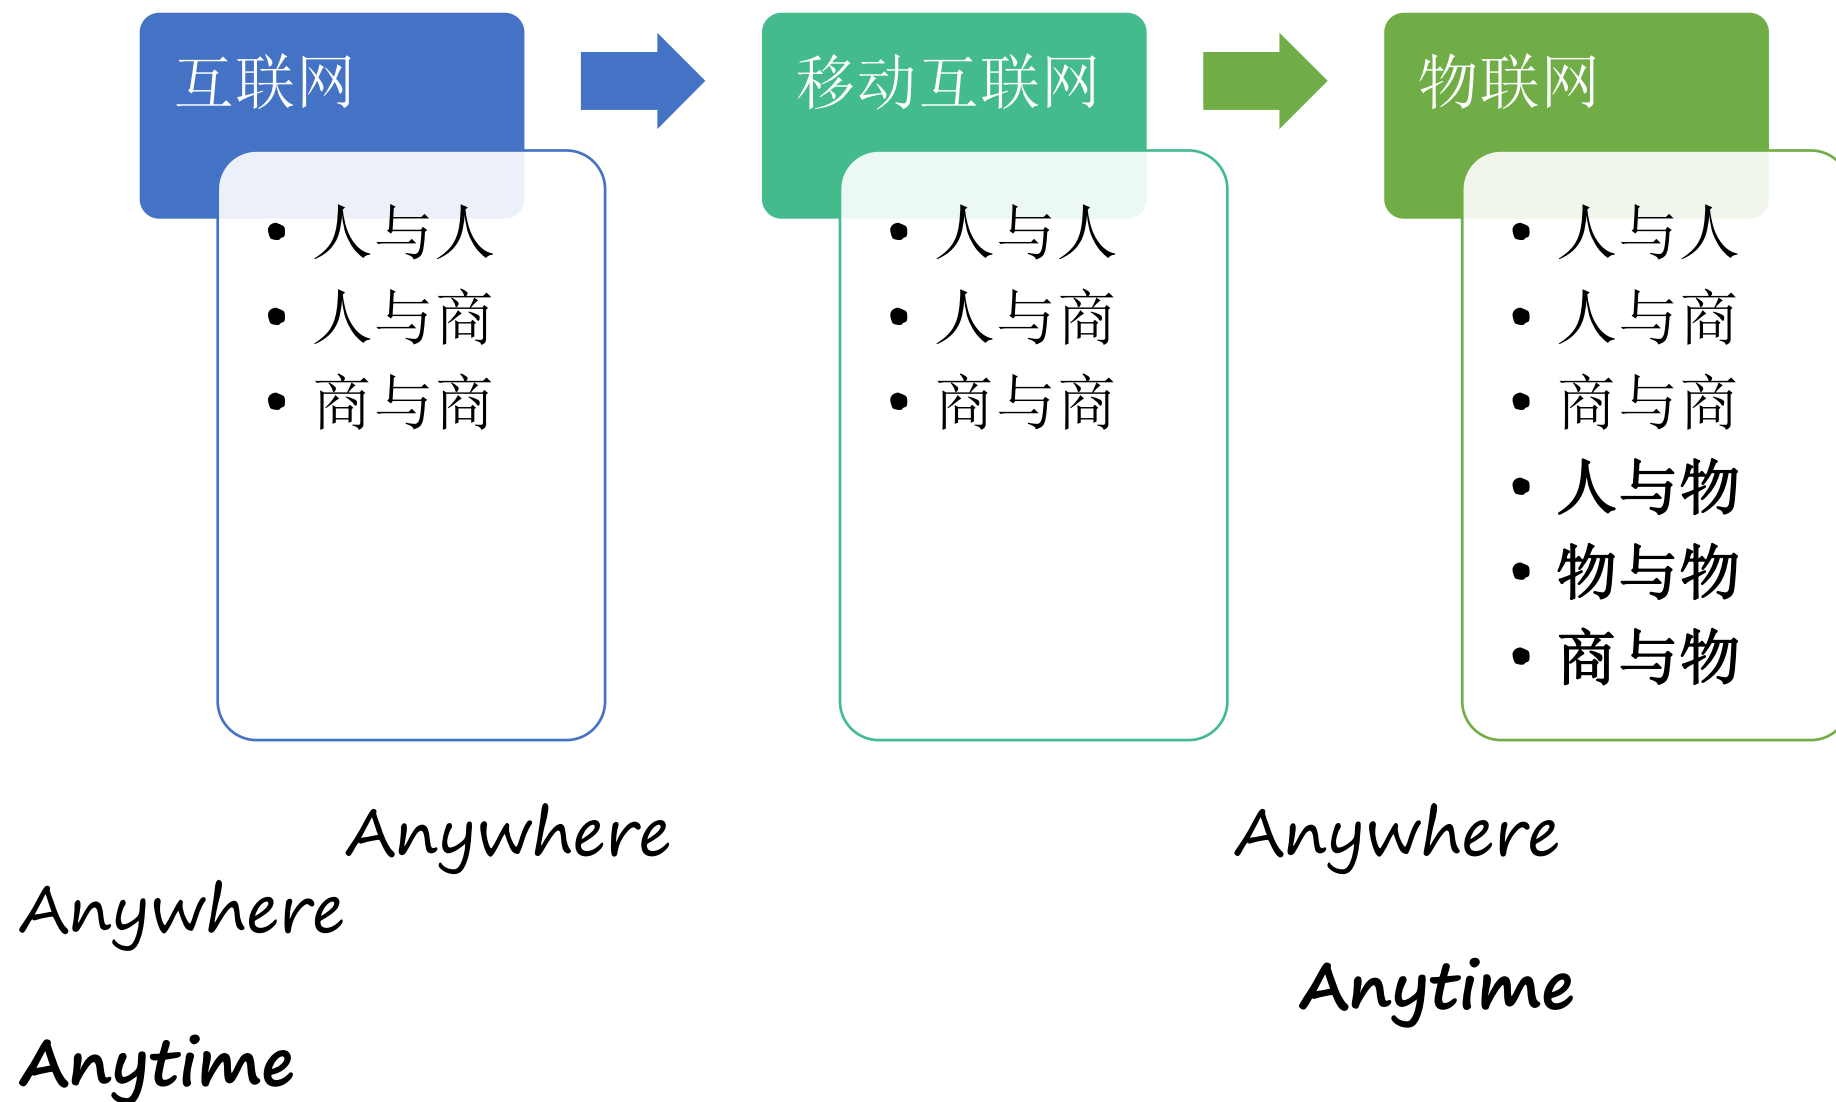 互联网
• 人与人
• 人与商
• 商与商
移动互联网
• 人与人
• 人与商
• 商与商
物联网
• 人与人
• 人与商
• 商与商
• 人与物
• 物与物
• 商与物
Anywhere Anywhere
Anywhere
Anytime
Anytime